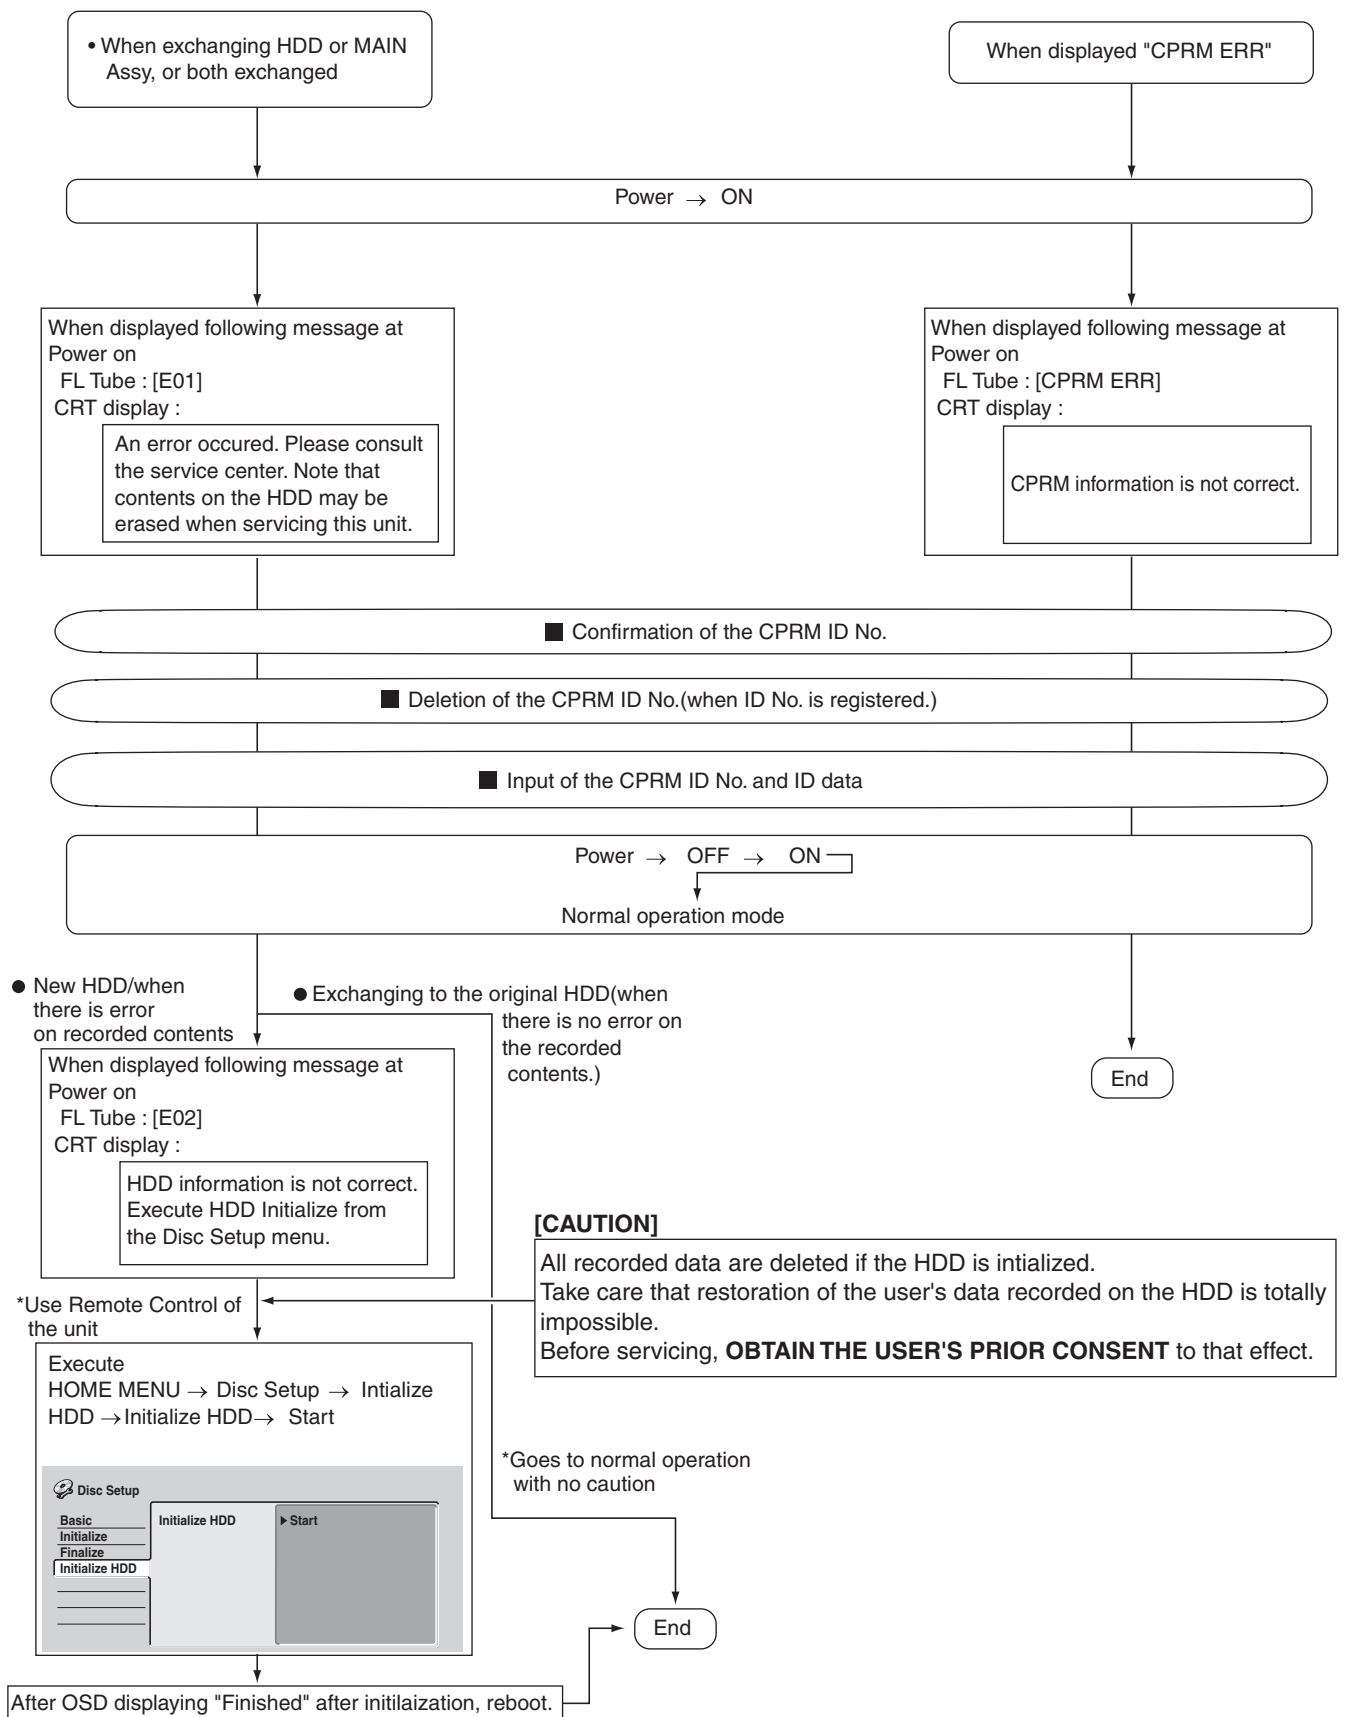 • When exchanging HDD or MAIN
Assy, or both exchanged
When displayed "CPRM ERR"
Power → ON
When displayed following message at
Power on
FL Tube : [E01]
CRT display :
An error occured. Please consult
the service center. Note that
contents on the HDD may be
erased when servicing this unit.
When displayed following message at
Power on
FL Tube : [CPRM ERR]
CRT display :
CPRM information is not correct.
■ Confirmation of the CPRM ID No.
■ Deletion of the CPRM ID No.(when ID No. is registered.)
■ Input of the CPRM ID No. and ID data
Power → OFF → ON
Normal operation mode
● New HDD/when
there is error
on recorded contents
● Exchanging to the original HDD(when
there is no error on
the recorded
contents.)
End
When displayed following message at
Power on
FL Tube : [E02]
CRT display :
HDD information is not correct.
Execute HDD Initialize from
the Disc Setup menu.
[CAUTION]
All recorded data are deleted if the HDD is intialized.
Take care that restoration of the user's data recorded on the HDD is totally
impossible.
Before servicing, OBTAIN THE USER'S PRIOR CONSENT to that effect.
*Use Remote Control of
the unit
Execute
HOME MENU → Disc Setup → Intialize
HDD →Initialize HDD→ Start
*Goes to normal operation
with no caution
Disc Setup
Basic
Initialize
Finalize
Initialize HDD
Initialize HDD
▶ Start
End
After OSD displaying "Finished" after initilaization, reboot.